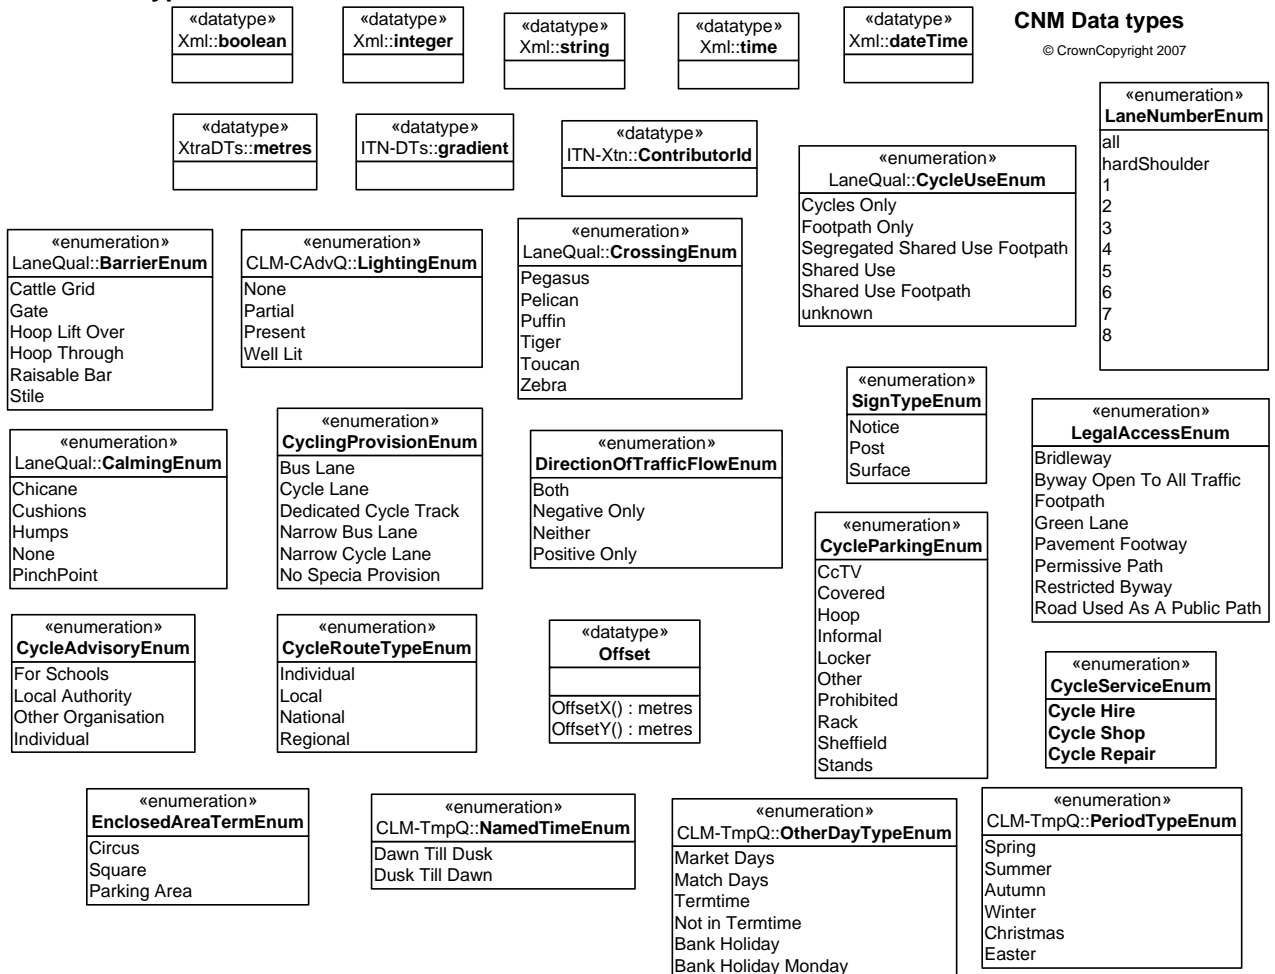 CNM Data types
© CrownCopyright 2007
«datatype»
Xml::boolean
«datatype»
Xml::integer
«datatype»
Xml::string
«datatype»
Xml::time
«datatype»
Xml::dateTime
«datatype»
XtraDTs::metres
«datatype»
ITN-DTs::gradient
«datatype»
ITN-Xtn::ContributorId
«enumeration»
LaneQual::CycleUseEnum
Cycles Only
Footpath Only
Segregated Shared Use Footpath
Shared Use
Shared Use Footpath
unknown
«enumeration»
LaneNumberEnum
all
hardShoulder
1
2
3
4
5
6
7
8
«enumeration»
LaneQual::BarrierEnum
Cattle Grid
Gate
Hoop Lift Over
Hoop Through
Raisable Bar
Stile
«enumeration»
CLM-CAdvQ::LightingEnum
None
Partial
Present
Well Lit
«enumeration»
LaneQual::CrossingEnum
Pegasus
Pelican
Puffin
Tiger
Toucan
Zebra
«enumeration»
SignTypeEnum
Notice
Post
Surface
«enumeration»
LegalAccessEnum
Bridleway
Byway Open To All Traffic
Footpath
Green Lane
Pavement Footway
Permissive Path
Restricted Byway
Road Used As A Public Path
«enumeration»
LaneQual::CalmingEnum
Chicane
Cushions
Humps
None
PinchPoint
«enumeration»
CyclingProvisionEnum
Bus Lane
Cycle Lane
Dedicated Cycle Track
Narrow Bus Lane
Narrow Cycle Lane
No Specia Provision
«enumeration»
DirectionOfTrafficFlowEnum
Both
Negative Only
Neither
Positive Only
«enumeration»
CycleParkingEnum
CcTV
Covered
Hoop
Informal
Locker
Other
Prohibited
Rack
Sheffield
Stands
«enumeration»
CycleAdvisoryEnum
For Schools
Local Authority
Other Organisation
Individual
«enumeration»
CycleRouteTypeEnum
Individual
Local
National
Regional
«datatype»
Offset
OffsetX() : metres
OffsetY() : metres
«enumeration»
CycleServiceEnum
Cycle Hire
Cycle Shop
Cycle Repair
«enumeration»
EnclosedAreaTermEnum
Circus
Square
Parking Area
«enumeration»
CLM-TmpQ::NamedTimeEnum
Dawn Till Dusk
Dusk Till Dawn
«enumeration»
CLM-TmpQ::OtherDayTypeEnum
Market Days
Match Days
Termtime
Not in Termtime
Bank Holiday
Bank Holiday Monday
«enumeration»
CLM-TmpQ::PeriodTypeEnum
Spring
Summer
Autumn
Winter
Christmas
Easter